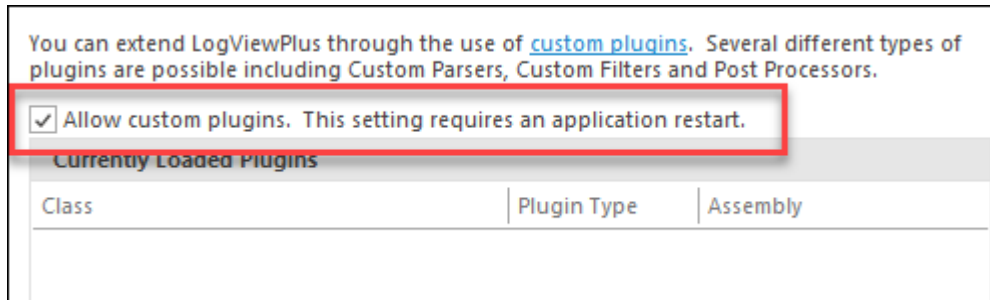 You can extend LogViewPlus through the use of custom plugins.  Several different types of
plugins are possible including Custom Parsers, Custom Filters and Post Processors.
Allow custom plugins.  This setting requires an application restart.
Currently Loaded Plugins
Class Plugin Type Assembly